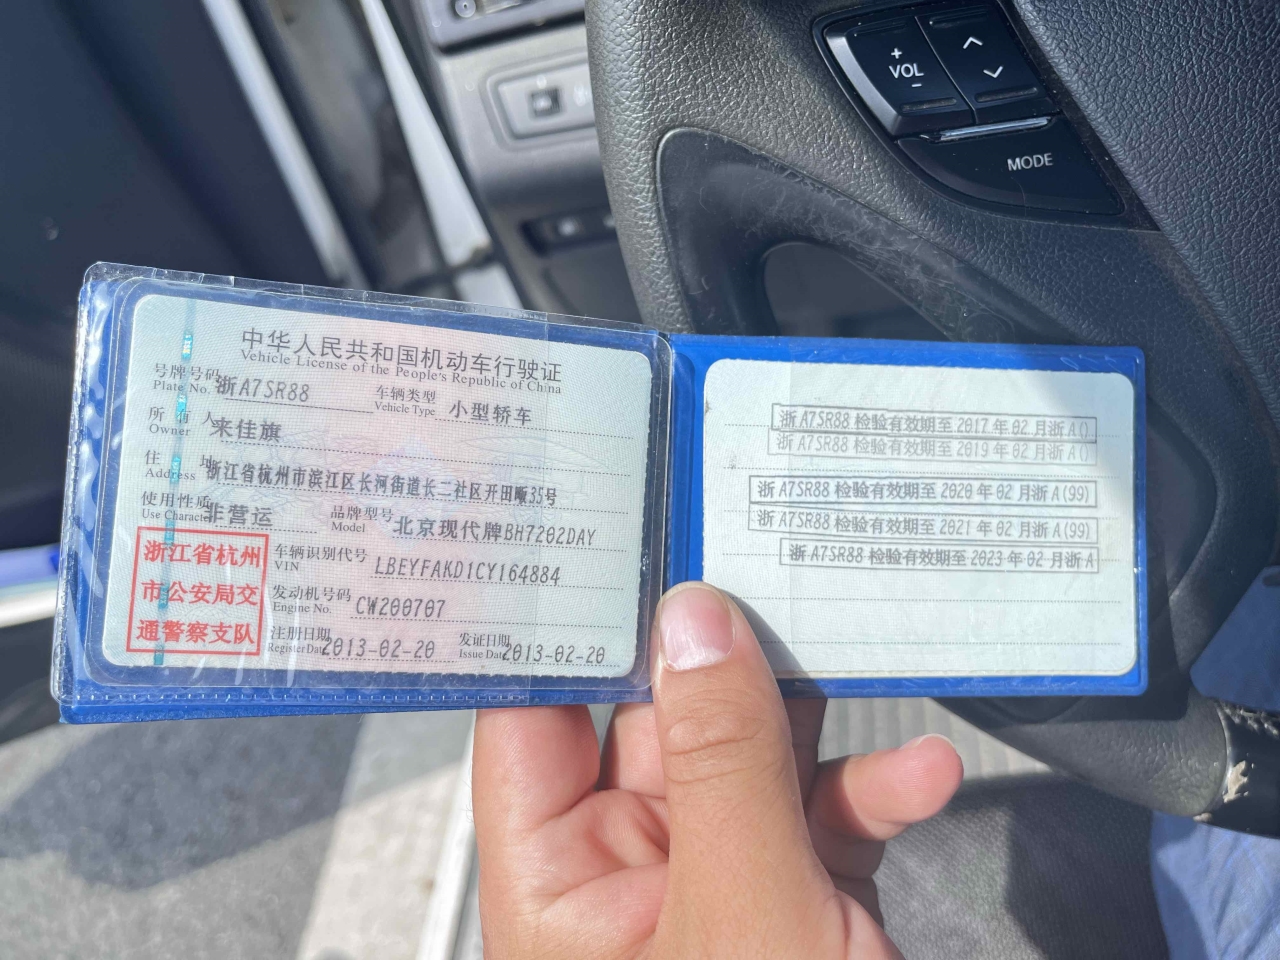 +
VOL
-
MODE
中华人民共和国机动车行驶证
Vehicle License of the People's Republic of China
号牌号码 浙A7SR88 车辆类型 小型轿车
Plate No. Vehicle Type
所有人 来佳旗
Owner
住址 浙江省杭州市滨江区长河街道长二社区开田畈35号
Address
使用性质 非营运 品牌型号 北京现代牌BH7202DAY
Use Character Model
浙江省杭州
市公安局交
通警察支队
车辆识别代号 LBEYFAKD1CY164884
VIN
发动机号码 CW200707
Engine No.
注册日期 2013-02-20 发证日期 2013-02-20
Register Date Issue Date
浙A7SR88 检验有效期至 2017年02月浙A()
浙A7SR88 检验有效期至 2019年02月浙A()
浙A7SR88 检验有效期至 2020年02月浙A(99)
浙A7SR88 检验有效期至 2021年02月浙A(99)
浙A7SR88 检验有效期至 2023年02月浙A